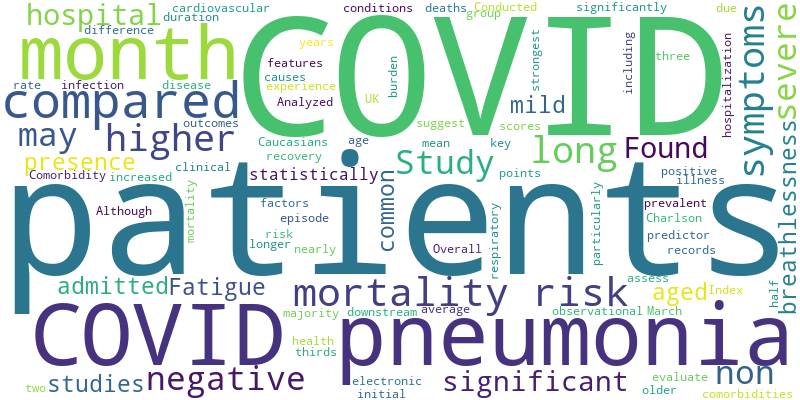 hospital
cardiovascular
duration
difference
conditions
deaths
Conducted
group
significantly
due
COVID
month
years
features
causes
experience
Analyzed
UK
burden
strongest
including
three
hospitalization
symptoms
severe
rate
infection
disease
compared
outcomes
mild
may
higher
Caucasians
recovery
age
suggest
mean
scores
key
Study
long
Found
presence
Comorbidity
increased
clinical
statistically
points
positive
illness
breathlessness
patients
Although
mortality
factors
episode
risk
longer
nearly
common
Overall
respiratory
particularly
prevalent
Charlson
predictor
records
admitted
Fatigue
mortality risk
assess
aged
Index
half
COVID
pneumonia
majority
downstream
average
observational
March
health
thirds
two
studies
negative
electronic
initial
significant
evaluate
older
non
comorbidities